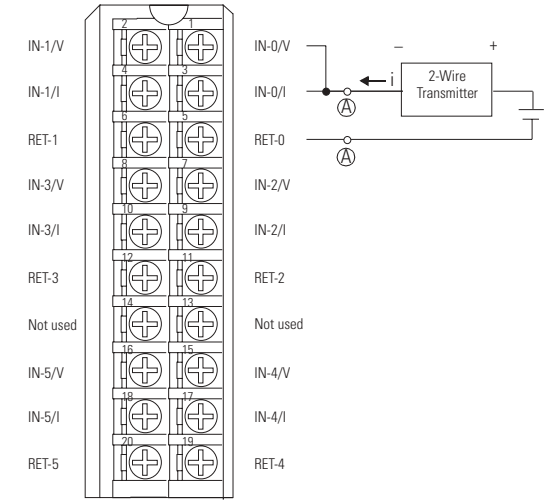 2 1
IN-1/V IN-0/V – +
4 3
IN-1/I IN-0/I i 2-Wire
Transmitter
A
6 5
RET-1 RET-0
A
8 7
IN-3/V IN-2/V
10 9
IN-3/I IN-2/I
12 11
RET-3 RET-2
14 13
Not used Not used
16 15
IN-5/V IN-4/V
18 17
IN-5/I IN-4/I
20 19
RET-5 RET-4